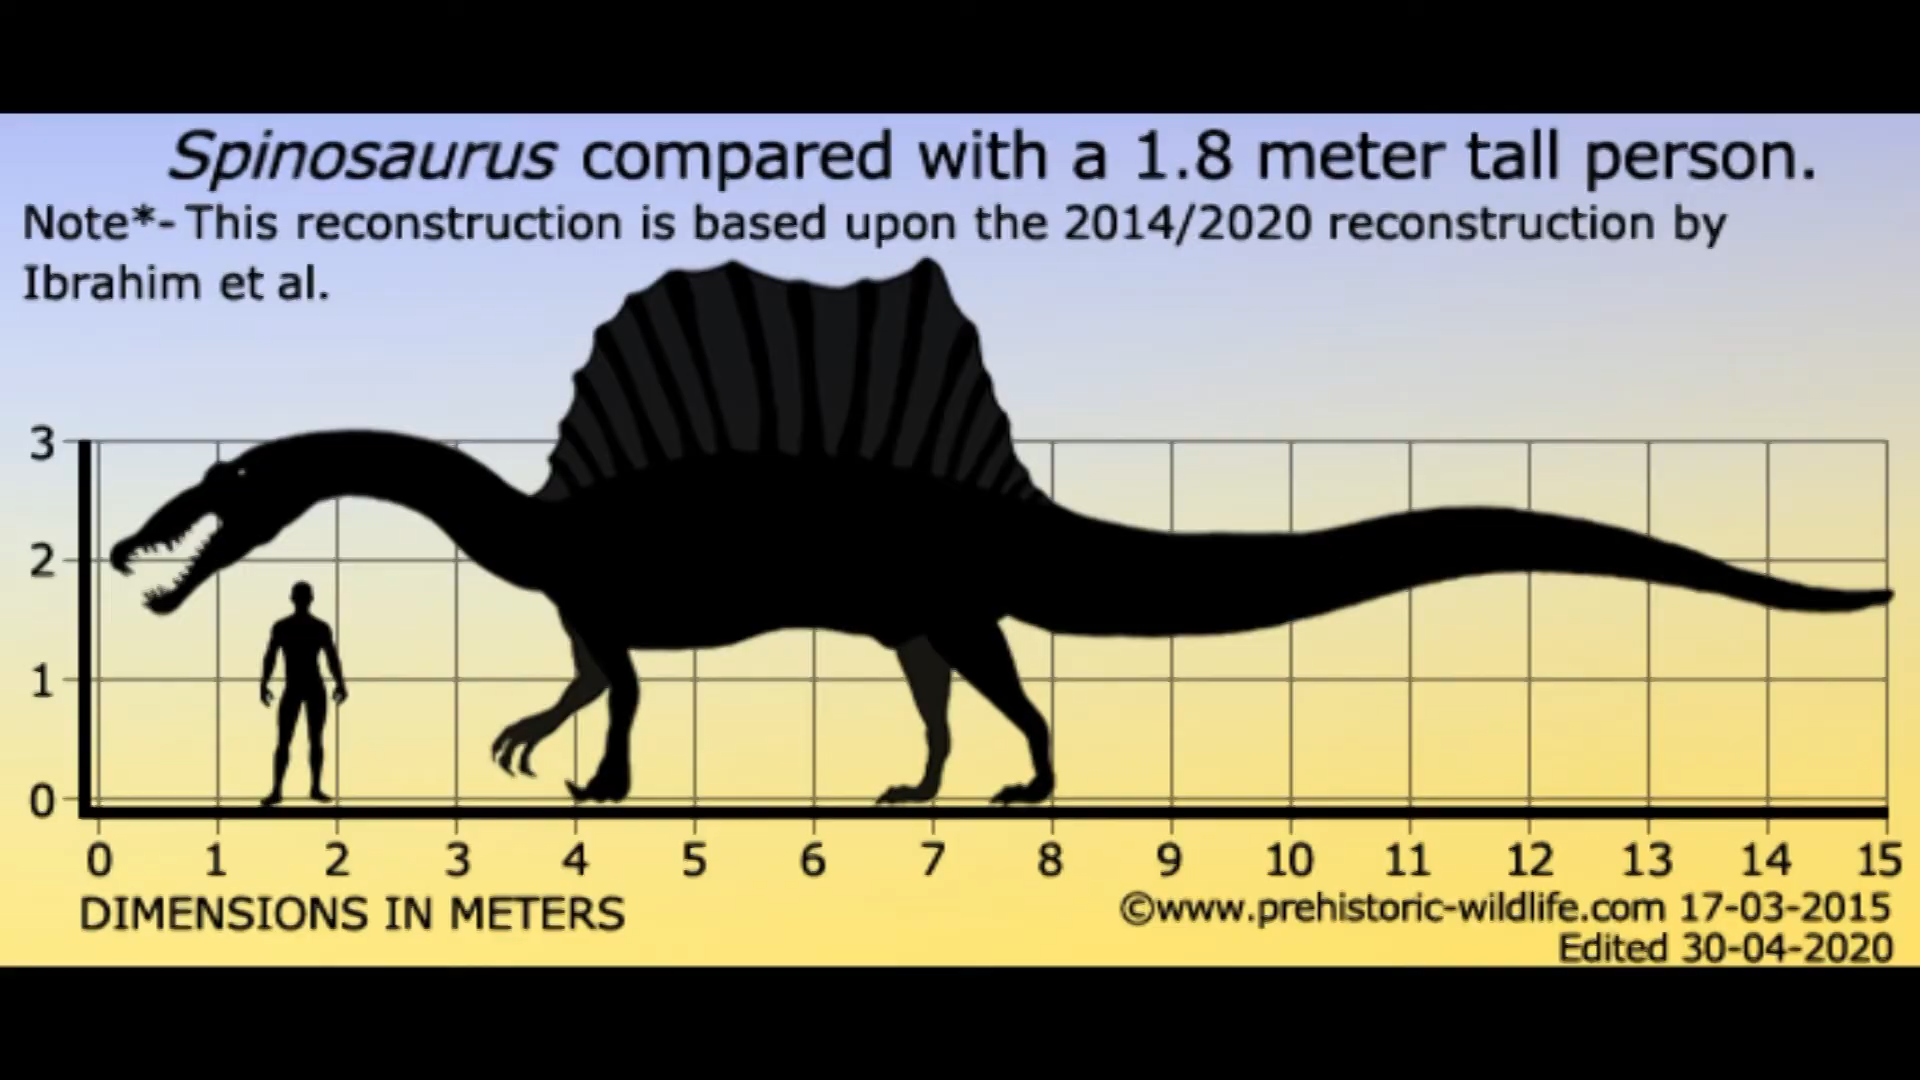 Spinosaurus compared with a 1.8 meter tall person.
Note*- This reconstruction is based upon the 2014/2020 reconstruction by
Ibrahim et al.
3
2
1
0
0 1 2 3 4 5 6 7 8 9 10 11 12 13 14 15
DIMENSIONS IN METERS ©www.prehistoric-wildlife.com 17-03-2015
Edited 30-04-2020